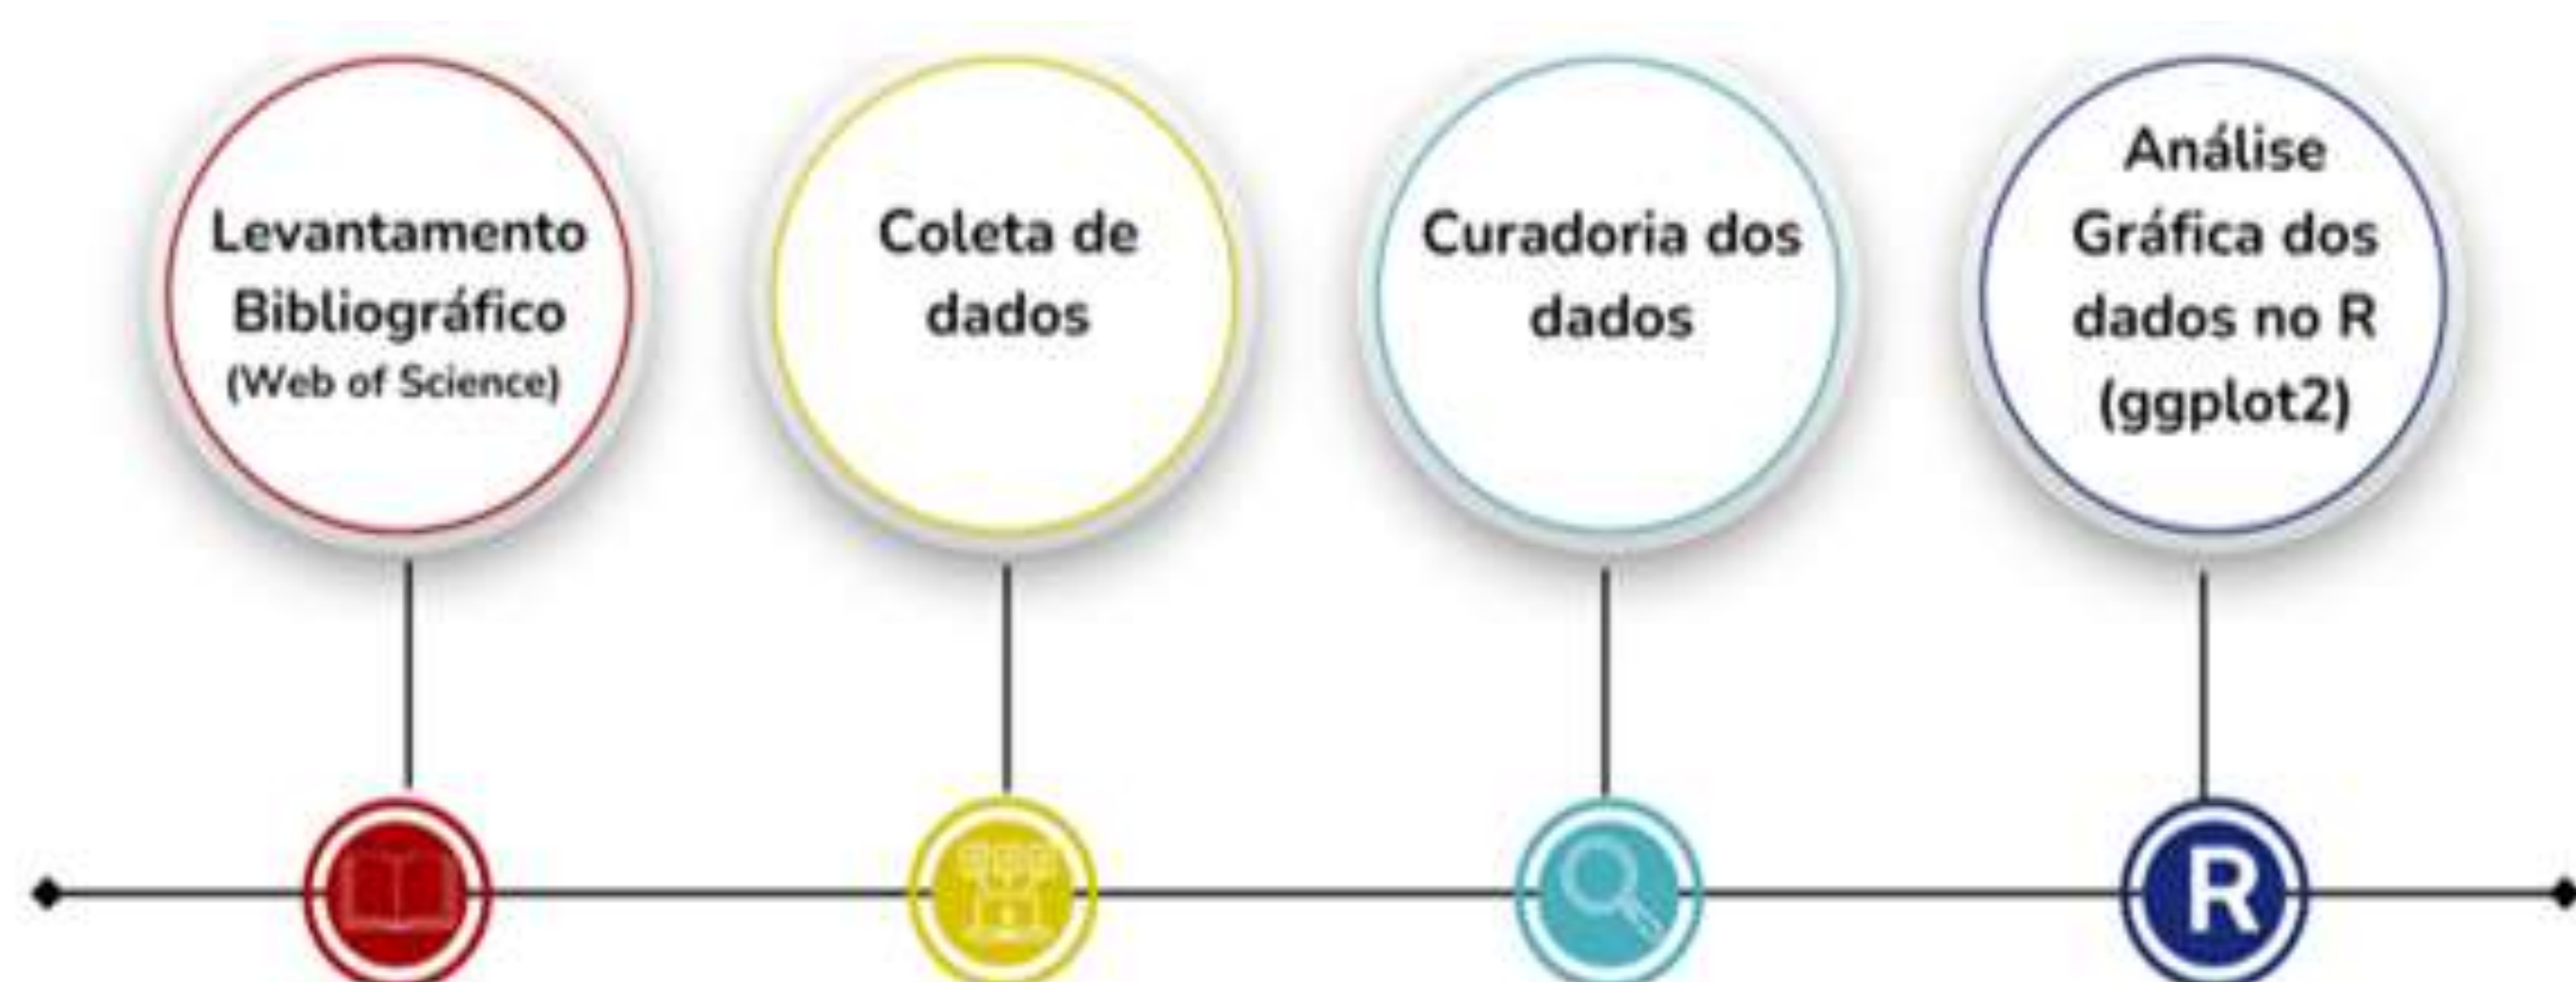 Levantamento
Bibliográfico
(Web of Science)
Coleta de
dados
Curadoria dos
dados
Análise
Gráfica dos
dados no R
(ggplot2)
R